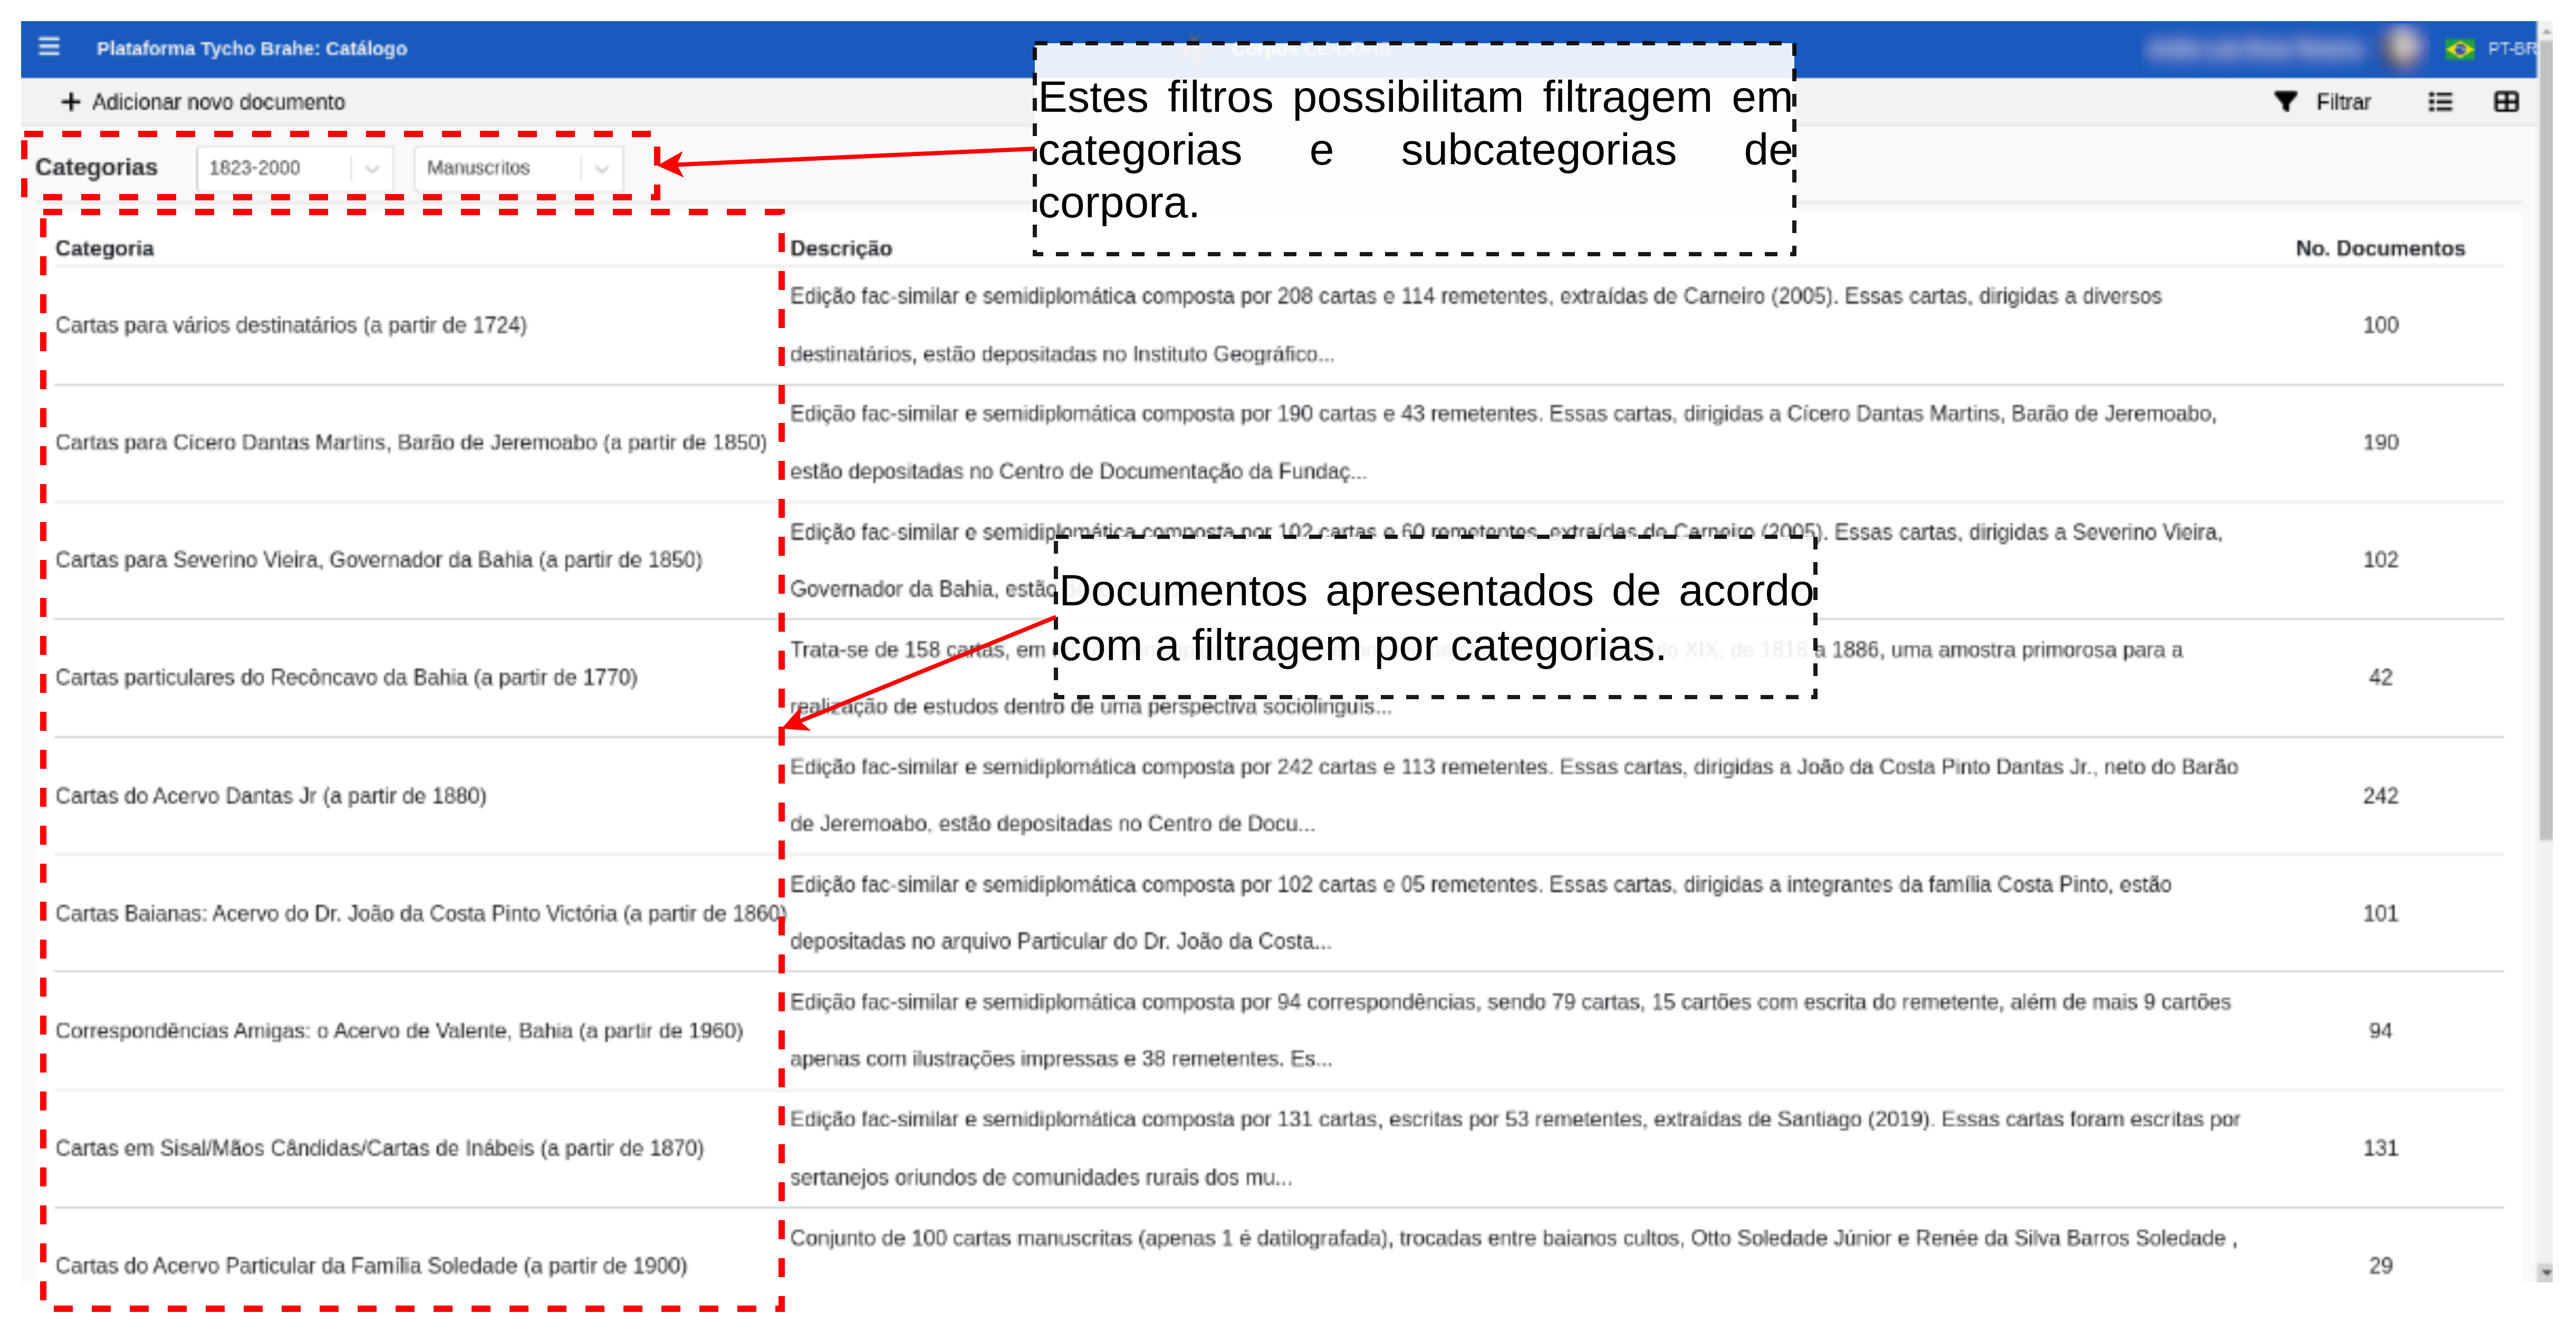 Plataforma Tycho Brahe: Catálogo
PT-BR
Adicionar novo documento
Filtrar
Estes filtros possibilitam filtragem em
categorias e subcategorias de
corpora.
Categorias
1823-2000
Manuscritos
Categoria
Descrição
No. Documentos
Cartas para vários destinatários (a partir de 1724)
Edição fac-similar e semidiplomática composta por 208 cartas e 114 remetentes, extraídas de Carneiro (2005). Essas cartas, dirigidas a diversos
destinatários, estão depositadas no Instituto Geográfico...
100
Cartas para Cícero Dantas Martins, Barão de Jeremoabo (a partir de 1850)
Edição fac-similar e semidiplomática composta por 190 cartas e 43 remetentes. Essas cartas, dirigidas a Cícero Dantas Martins, Barão de Jeremoabo,
estão depositadas no Centro de Documentação da Fundaç...
190
Cartas para Severino Vieira, Governador da Bahia (a partir de 1850)
Edição fac-similar e semidiplomática composta por 102 cartas e 60 remetentes, extraídas de Carneiro (2005). Essas cartas, dirigidas a Severino Vieira,
Governador da Bahia, estão
102
Documentos apresentados de acordo
com a filtragem por categorias.
Cartas particulares do Recôncavo da Bahia (a partir de 1770)
Trata-se de 158 cartas, em XIX, de 1818 a 1886, uma amostra primorosa para a
realização de estudos dentro de uma perspectiva sociolinguís...
42
Cartas do Acervo Dantas Jr (a partir de 1880)
Edição fac-similar e semidiplomática composta por 242 cartas e 113 remetentes. Essas cartas, dirigidas a João da Costa Pinto Dantas Jr., neto do Barão
de Jeremoabo, estão depositadas no Centro de Docu...
242
Cartas Baianas: Acervo do Dr. João da Costa Pinto Victória (a partir de 1860)
Edição fac-similar e semidiplomática composta por 102 cartas e 05 remetentes. Essas cartas, dirigidas a integrantes da família Costa Pinto, estão
depositadas no arquivo Particular do Dr. João da Costa...
101
Correspondências Amigas: o Acervo de Valente, Bahia (a partir de 1960)
Edição fac-similar e semidiplomática composta por 94 correspondências, sendo 79 cartas, 15 cartões com escrita do remetente, além de mais 9 cartões
apenas com ilustrações impressas e 38 remetentes. Es...
94
Cartas em Sisal/Mãos Cândidas/Cartas de Inábeis (a partir de 1870)
Edição fac-similar e semidiplomática composta por 131 cartas, escritas por 53 remetentes, extraídas de Santiago (2019). Essas cartas foram escritas por
sertanejos oriundos de comunidades rurais dos mu...
131
Cartas do Acervo Particular da Família Soledade (a partir de 1900)
Conjunto de 100 cartas manuscritas (apenas 1 é datilografada), trocadas entre baianos cultos, Otto Soledade Júnior e Renée da Silva Barros Soledade ,
29